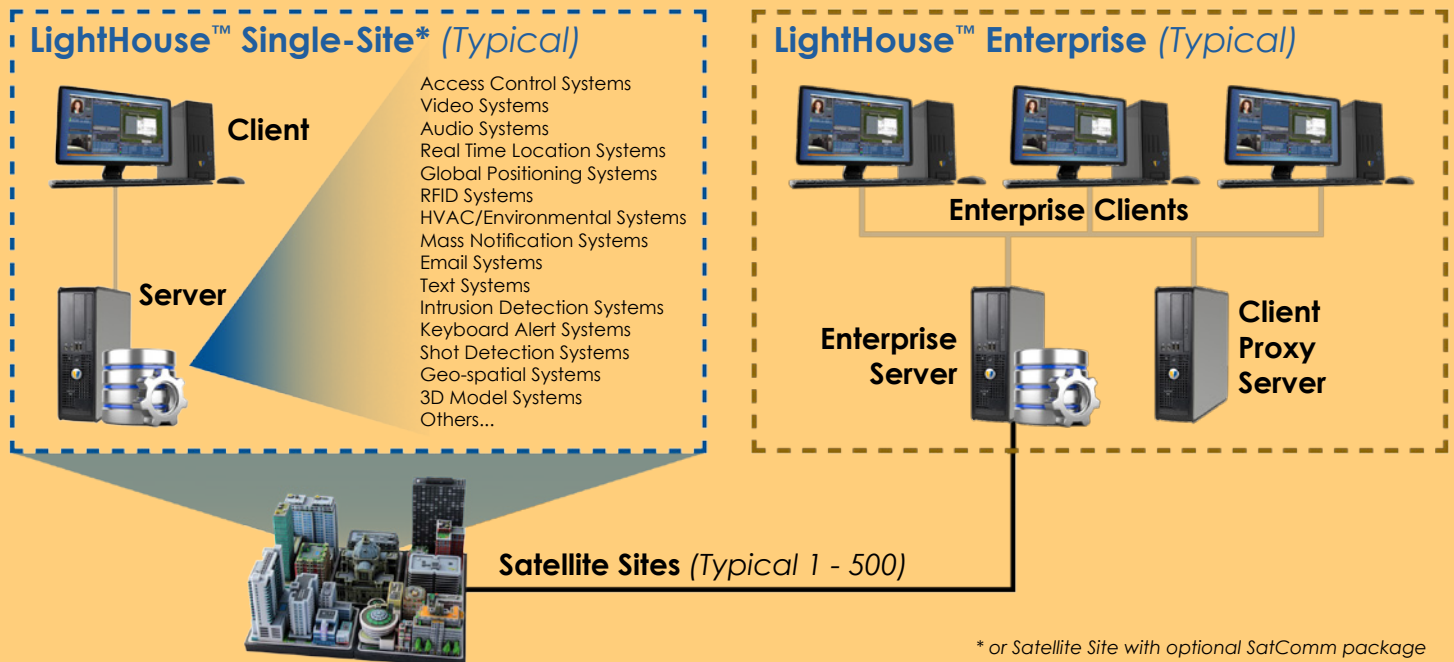 LightHouse™ Single-Site* (Typical)
Client
Server
Access Control Systems
Video Systems
Audio Systems
Real Time Location Systems
Global Positioning Systems
RFID Systems
HVAC/Environmental Systems
Mass Notification Systems
Email Systems
Text Systems
Intrusion Detection Systems
Keyboard Alert Systems
Shot Detection Systems
Geo-spatial Systems
3D Model Systems
Others...
LightHouse™ Enterprise (Typical)
Enterprise Clients
Enterprise
Server
Client
Proxy
Server
Satellite Sites (Typical 1 - 500)
* or Satellite Site with optional SatComm package